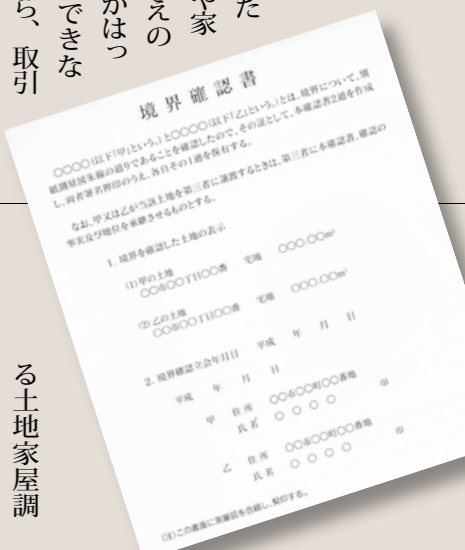 た
や家
えの
がはっ
できな
ら、取引
る土地家屋調
境界確認書
○○○○(以下「甲」という。)と○○○○(以下「乙」という。)とは、境界について、別
紙測量図朱線の通りであることを確認したので、その証として、本確認書2通を作成
し、両者署名押印のうえ、各自その1通を保有する。
なお、甲又は乙が当該土地を第三者に譲渡するときは、第三者に本確認書、確認の
事実及び地位を承継させるものとする。
1. 境界を確認した土地の表示
(1) 甲の土地
○○市○○丁目○○番 宅地 ○○○.○○㎡
(2) 乙の土地
○○市○○丁目○○番 宅地 ○○○.○○㎡
2. 境界確認立会年月日 平成 年 月 日
平成 年 月 日
甲 住所 ○○市○○町○○番地
氏名 ○ ○ ○ ○ 印
乙 住所 ○○市○○町○○番地
氏名 ○ ○ ○ ○ 印
(注)この裏面に測量図を合綴し、契印する。